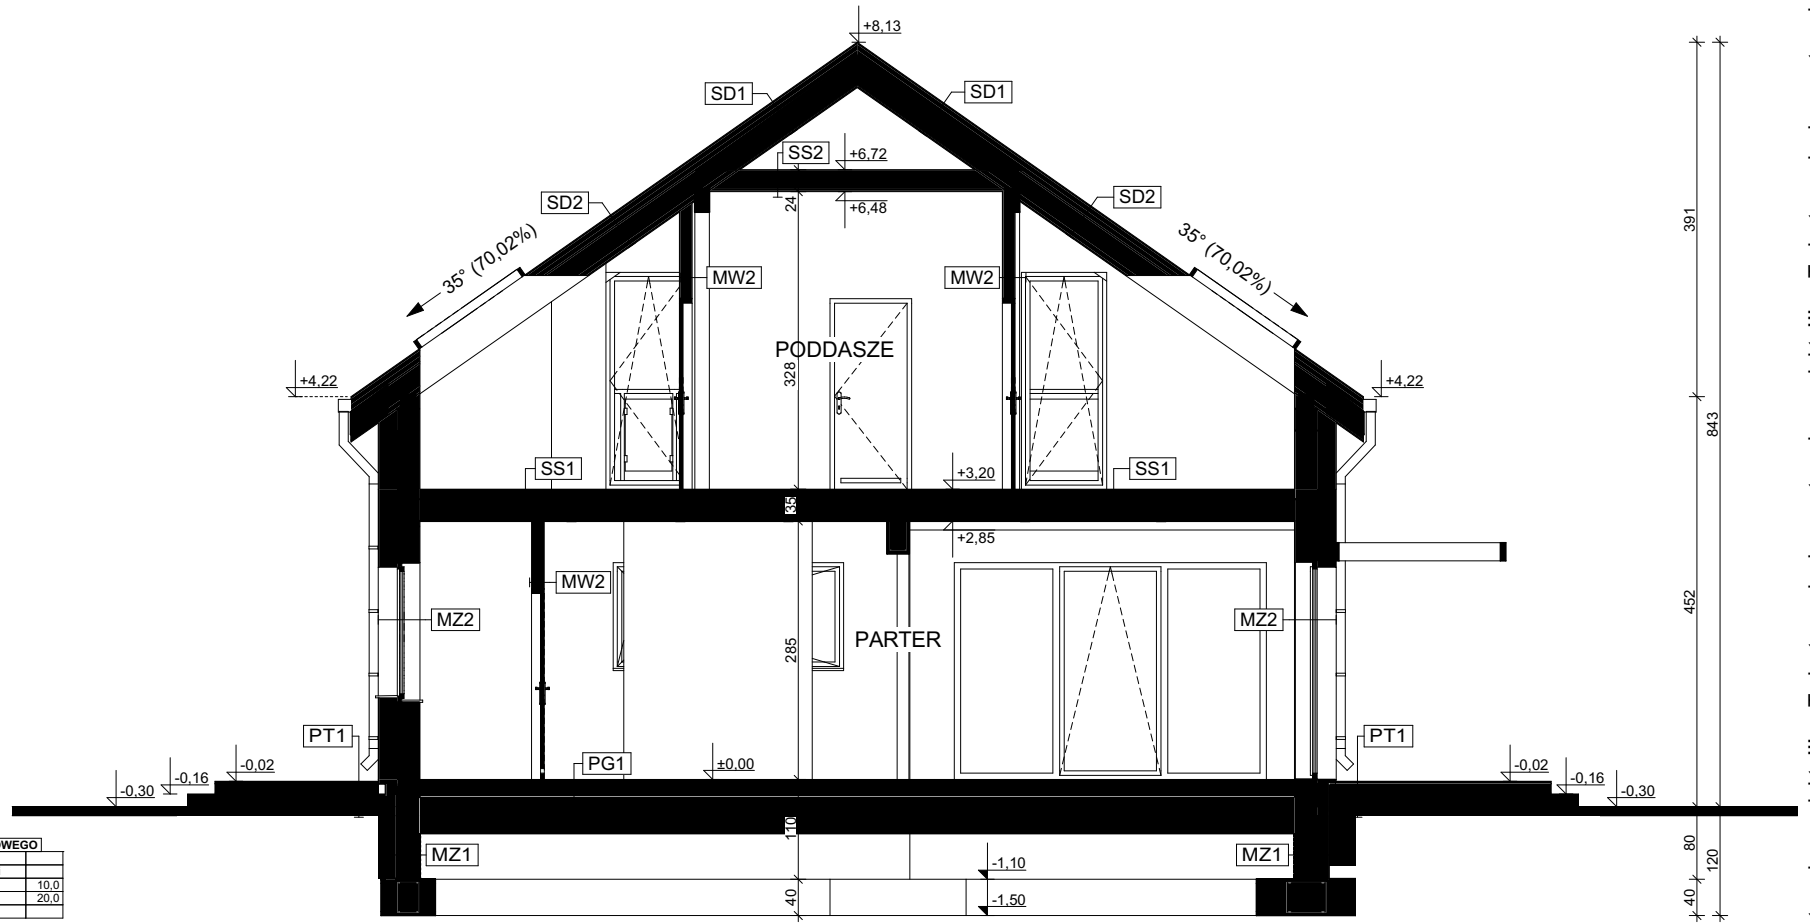 +8,13
SD1
SD1
SS2
+6,72
SD2
24
+6,48
SD2
391
35° (70,02%)
35° (70,02%)
MW2
MW2
PODDASZE
328
+4,22
+4,22
843
SS1
+3,20
SS1
35
+2,85
MW2
452
MZ2
MZ2
PARTER
285
PT1
PT1
PG1
±0,00
-0,02
-0,02
-0,16
-0,16
-0,30
-0,30
110
WEGO
MZ1
MZ1
-1,10
80
120
10,0
20,0
40
-1,50
40